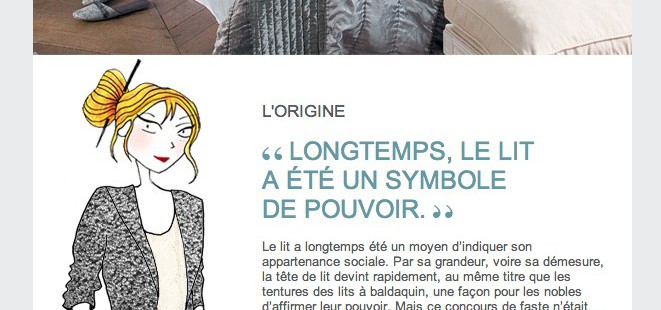 L'ORIGINE
“ LONGTEMPS, LE LIT
A ÉTÉ UN SYMBOLE
DE POUVOIR. ”
Le lit a longtemps été un moyen d'indiquer son
appartenance sociale. Par sa grandeur, voire sa démesure,
la tête de lit devint rapidement, au même titre que les
tentures des lits à baldaquin, une façon pour les nobles
d'affirmer leur pouvoir. Mais ce concours de faste n'était